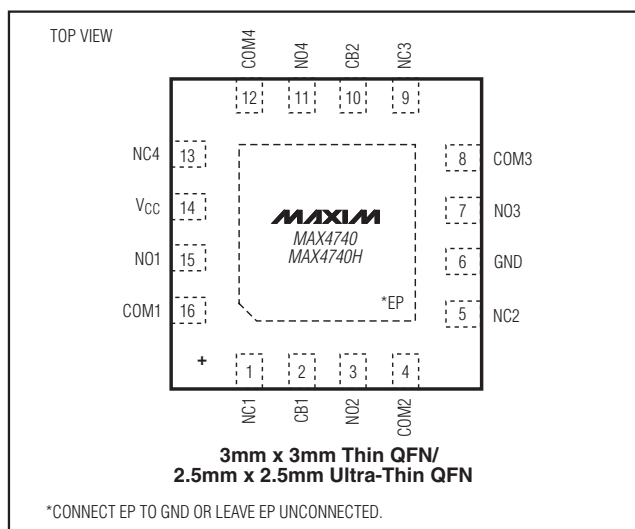 TOP VIEW
COM4
NO4
CB2
NC3
12
11
10
9
NC4
13
8
COM3
VCC
14
MAXIM
7
NO3
MAX4740
NO1
15
MAX4740H
6
GND
COM1
16
*EP
5
NC2
+
1
2
3
4
NC1
CB1
NO2
COM2
3mm x 3mm Thin QFN/
2.5mm x 2.5mm Ultra-Thin QFN
*CONNECT EP TO GND OR LEAVE EP UNCONNECTED.